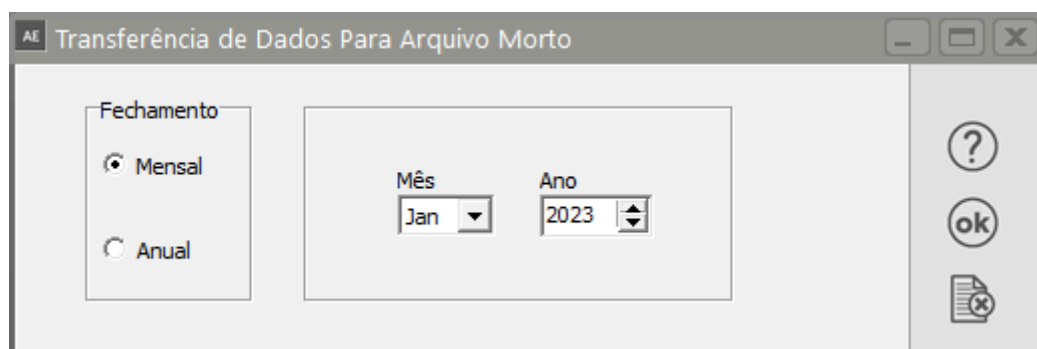 AE Transferência de Dados Para Arquivo Morto
Fechamento
Mensal
Anual
Mês
Ano
Jan
2023
?
ok